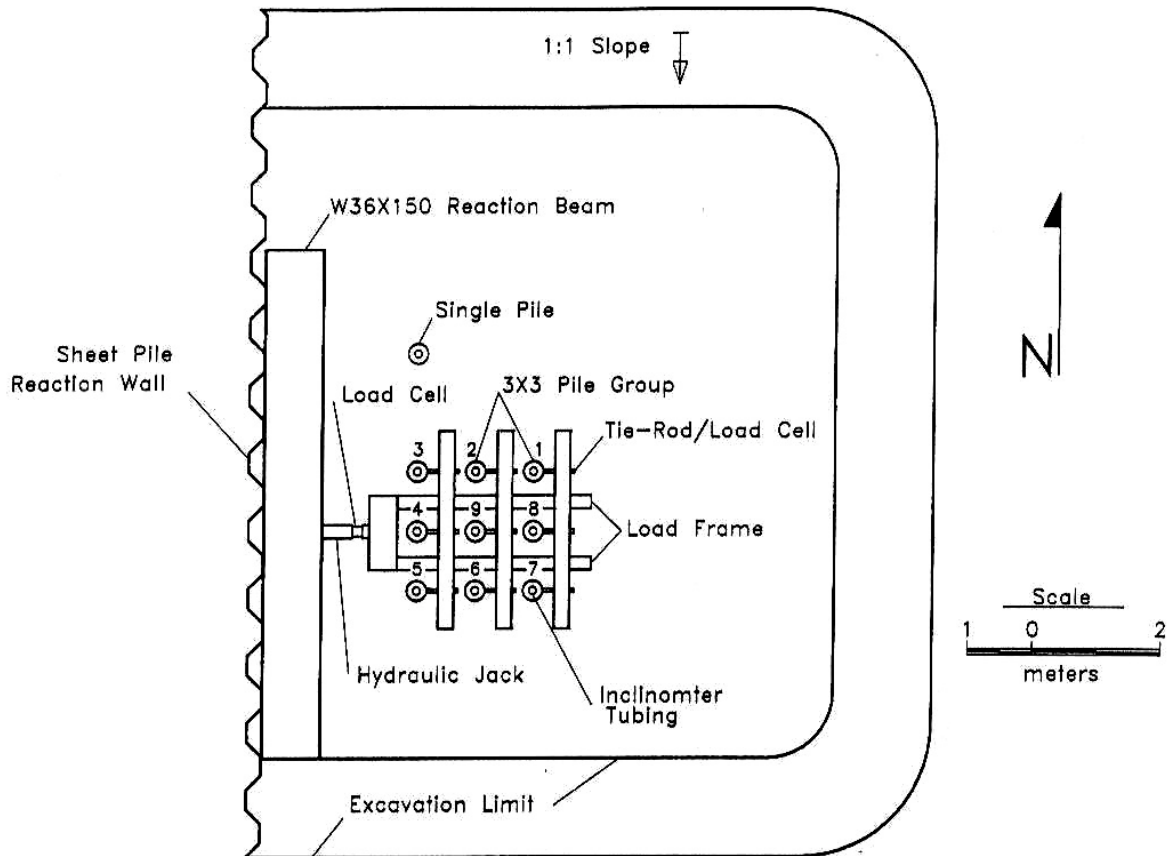 1:1 Slope
W36X150 Reaction Beam
Single Pile
N
Sheet Pile
Reaction Wall
Load Cell
3X3 Pile Group
Tie-Rod/Load Cell
3 2 1
4 9 8
Load Frame
5 6 7
Scale
1 0 2
meters
Hydraulic Jack
Inclinomter
Tubing
Excavation Limit